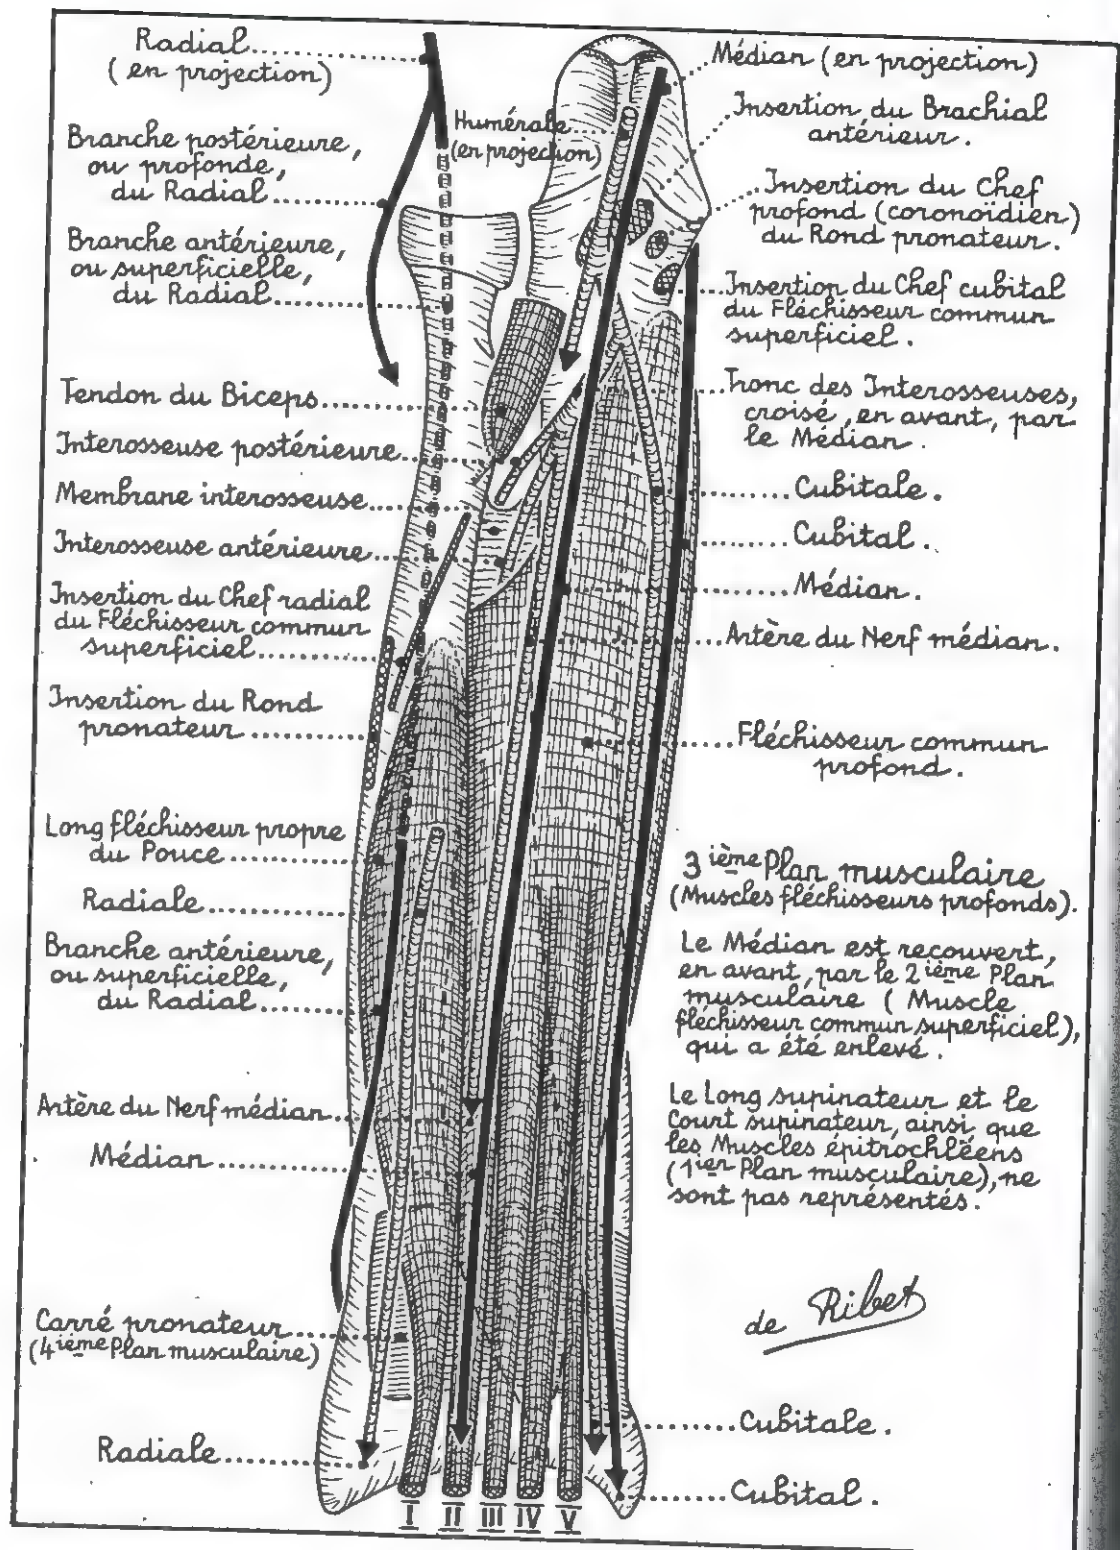 Radial
(en projection)
Branche postérieure,
ou profonde,
du Radial
Branche antérieure,
ou superficielle,
du Radial
Tendon du Biceps
Interosseuse postérieure
Membrane interosseuse
Interosseuse antérieure
Insertion du Chef radial
du Fléchisseur commun
superficiel
Insertion du Rond
pronateur
Long fléchisseur propre
du Pouce
Radiale
Branche antérieure,
ou superficielle,
du Radial
Artère du Nerf médian
Médian
Carré pronateur
(4ième Plan musculaire)
Radiale
Humérale
(en projection)
Médian (en projection)
Insertion du Brachial
antérieur.
Insertion du Chef
profond (coronoïdien)
du Rond pronateur.
Insertion du Chef cubital
du Fléchisseur commun
superficiel.
Tronc des Interosseuses,
croisé, en avant, par
le Médian.
Cubitale.
Cubital.
Médian.
Artère du Nerf médian.
Fléchisseur commun
profond.
3ième Plan musculaire
(Muscles fléchisseurs profonds).
Le Médian est recouvert,
en avant, par le 2ième Plan
musculaire (Muscle
fléchisseur commun superficiel),
qui a été enlevé.
Le Long supinateur et le
Court supinateur, ainsi que
les Muscles épitrochléens
(1ier Plan musculaire), ne
sont pas représentés.
de Ribet
Cubitale.
Cubital.
I II III IV V